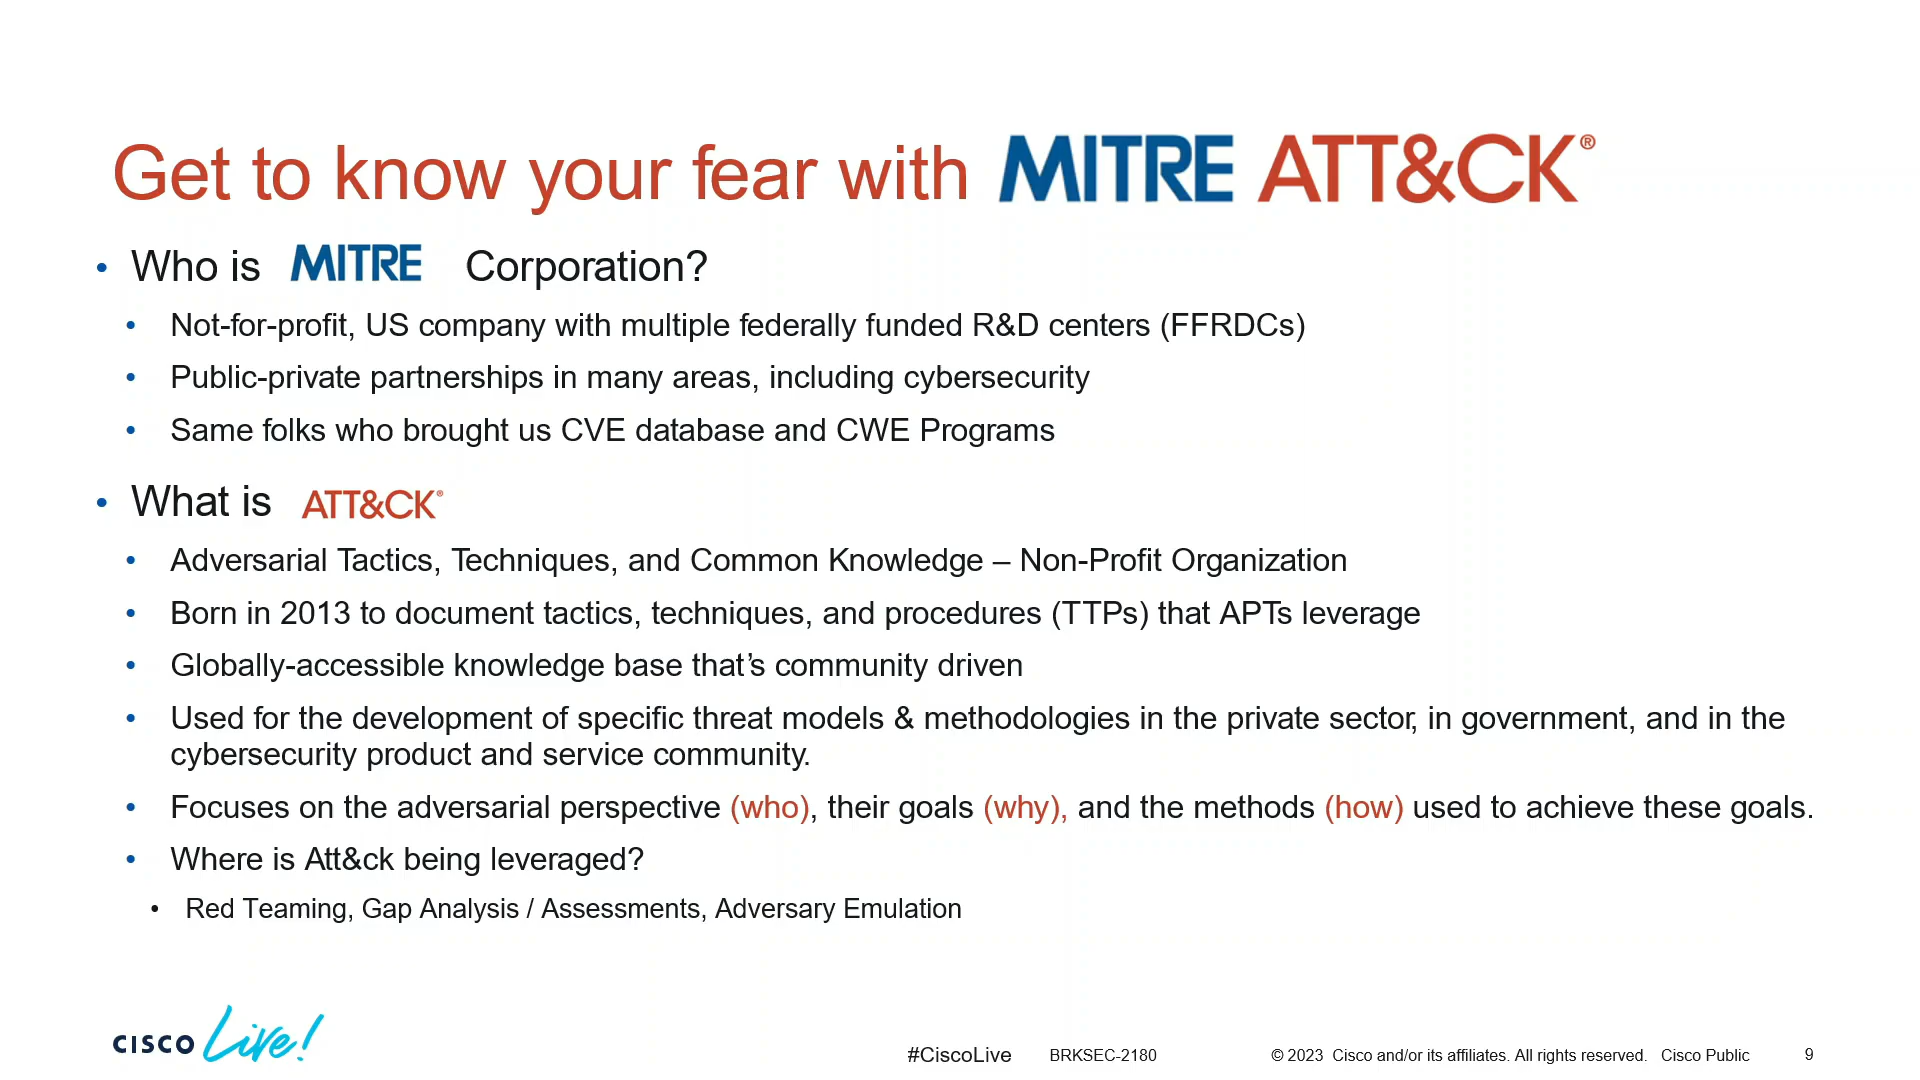 Get to know your fear with MITRE ATT&CK®
• Who is MITRE Corporation?
• Not-for-profit, US company with multiple federally funded R&D centers (FFRDCs)
• Public-private partnerships in many areas, including cybersecurity
• Same folks who brought us CVE database and CWE Programs
• What is ATT&CK®
• Adversarial Tactics, Techniques, and Common Knowledge – Non-Profit Organization
• Born in 2013 to document tactics, techniques, and procedures (TTPs) that APTs leverage
• Globally-accessible knowledge base that’s community driven
• Used for the development of specific threat models & methodologies in the private sector, in government, and in the
cybersecurity product and service community.
• Focuses on the adversarial perspective (who), their goals (why), and the methods (how) used to achieve these goals.
• Where is Att&ck being leveraged?
• Red Teaming, Gap Analysis / Assessments, Adversary Emulation
CISCO Live! #CiscoLive BRKSEC-2180 © 2023 Cisco and/or its affiliates. All rights reserved. Cisco Public 9